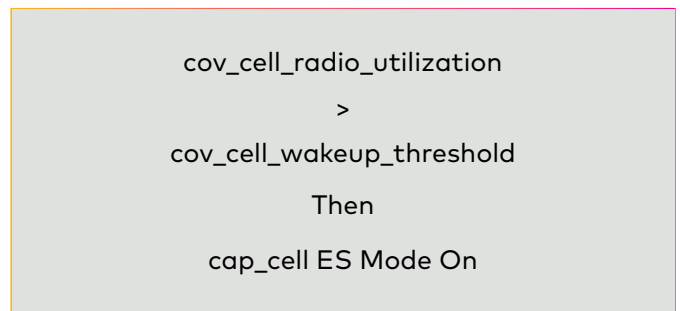 cov_cell_radio_utilization
>
cov_cell_wakeup_threshold
Then
cap_cell ES Mode On